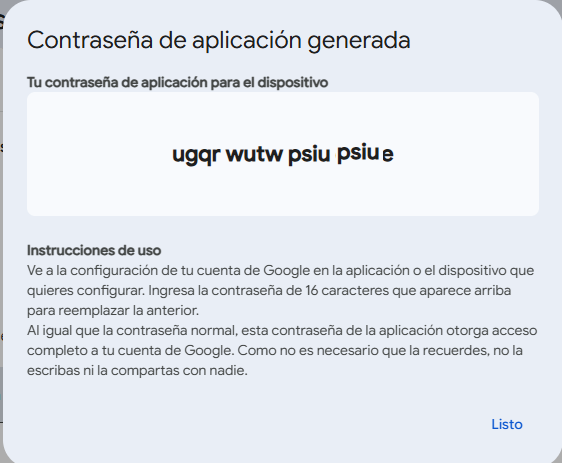 Contraseña de aplicación generada
Tu contraseña de aplicación para el dispositivo
ugqr wutw psiu psiu e
Instrucciones de uso
Ve a la configuración de tu cuenta de Google en la aplicación o el dispositivo que
quieres configurar. Ingresa la contraseña de 16 caracteres que aparece arriba
para reemplazar la anterior.
Al igual que la contraseña normal, esta contraseña de la aplicación otorga acceso
completo a tu cuenta de Google. Como no es necesario que la recuerdes, no la
escribas ni la compartas con nadie.
Listo